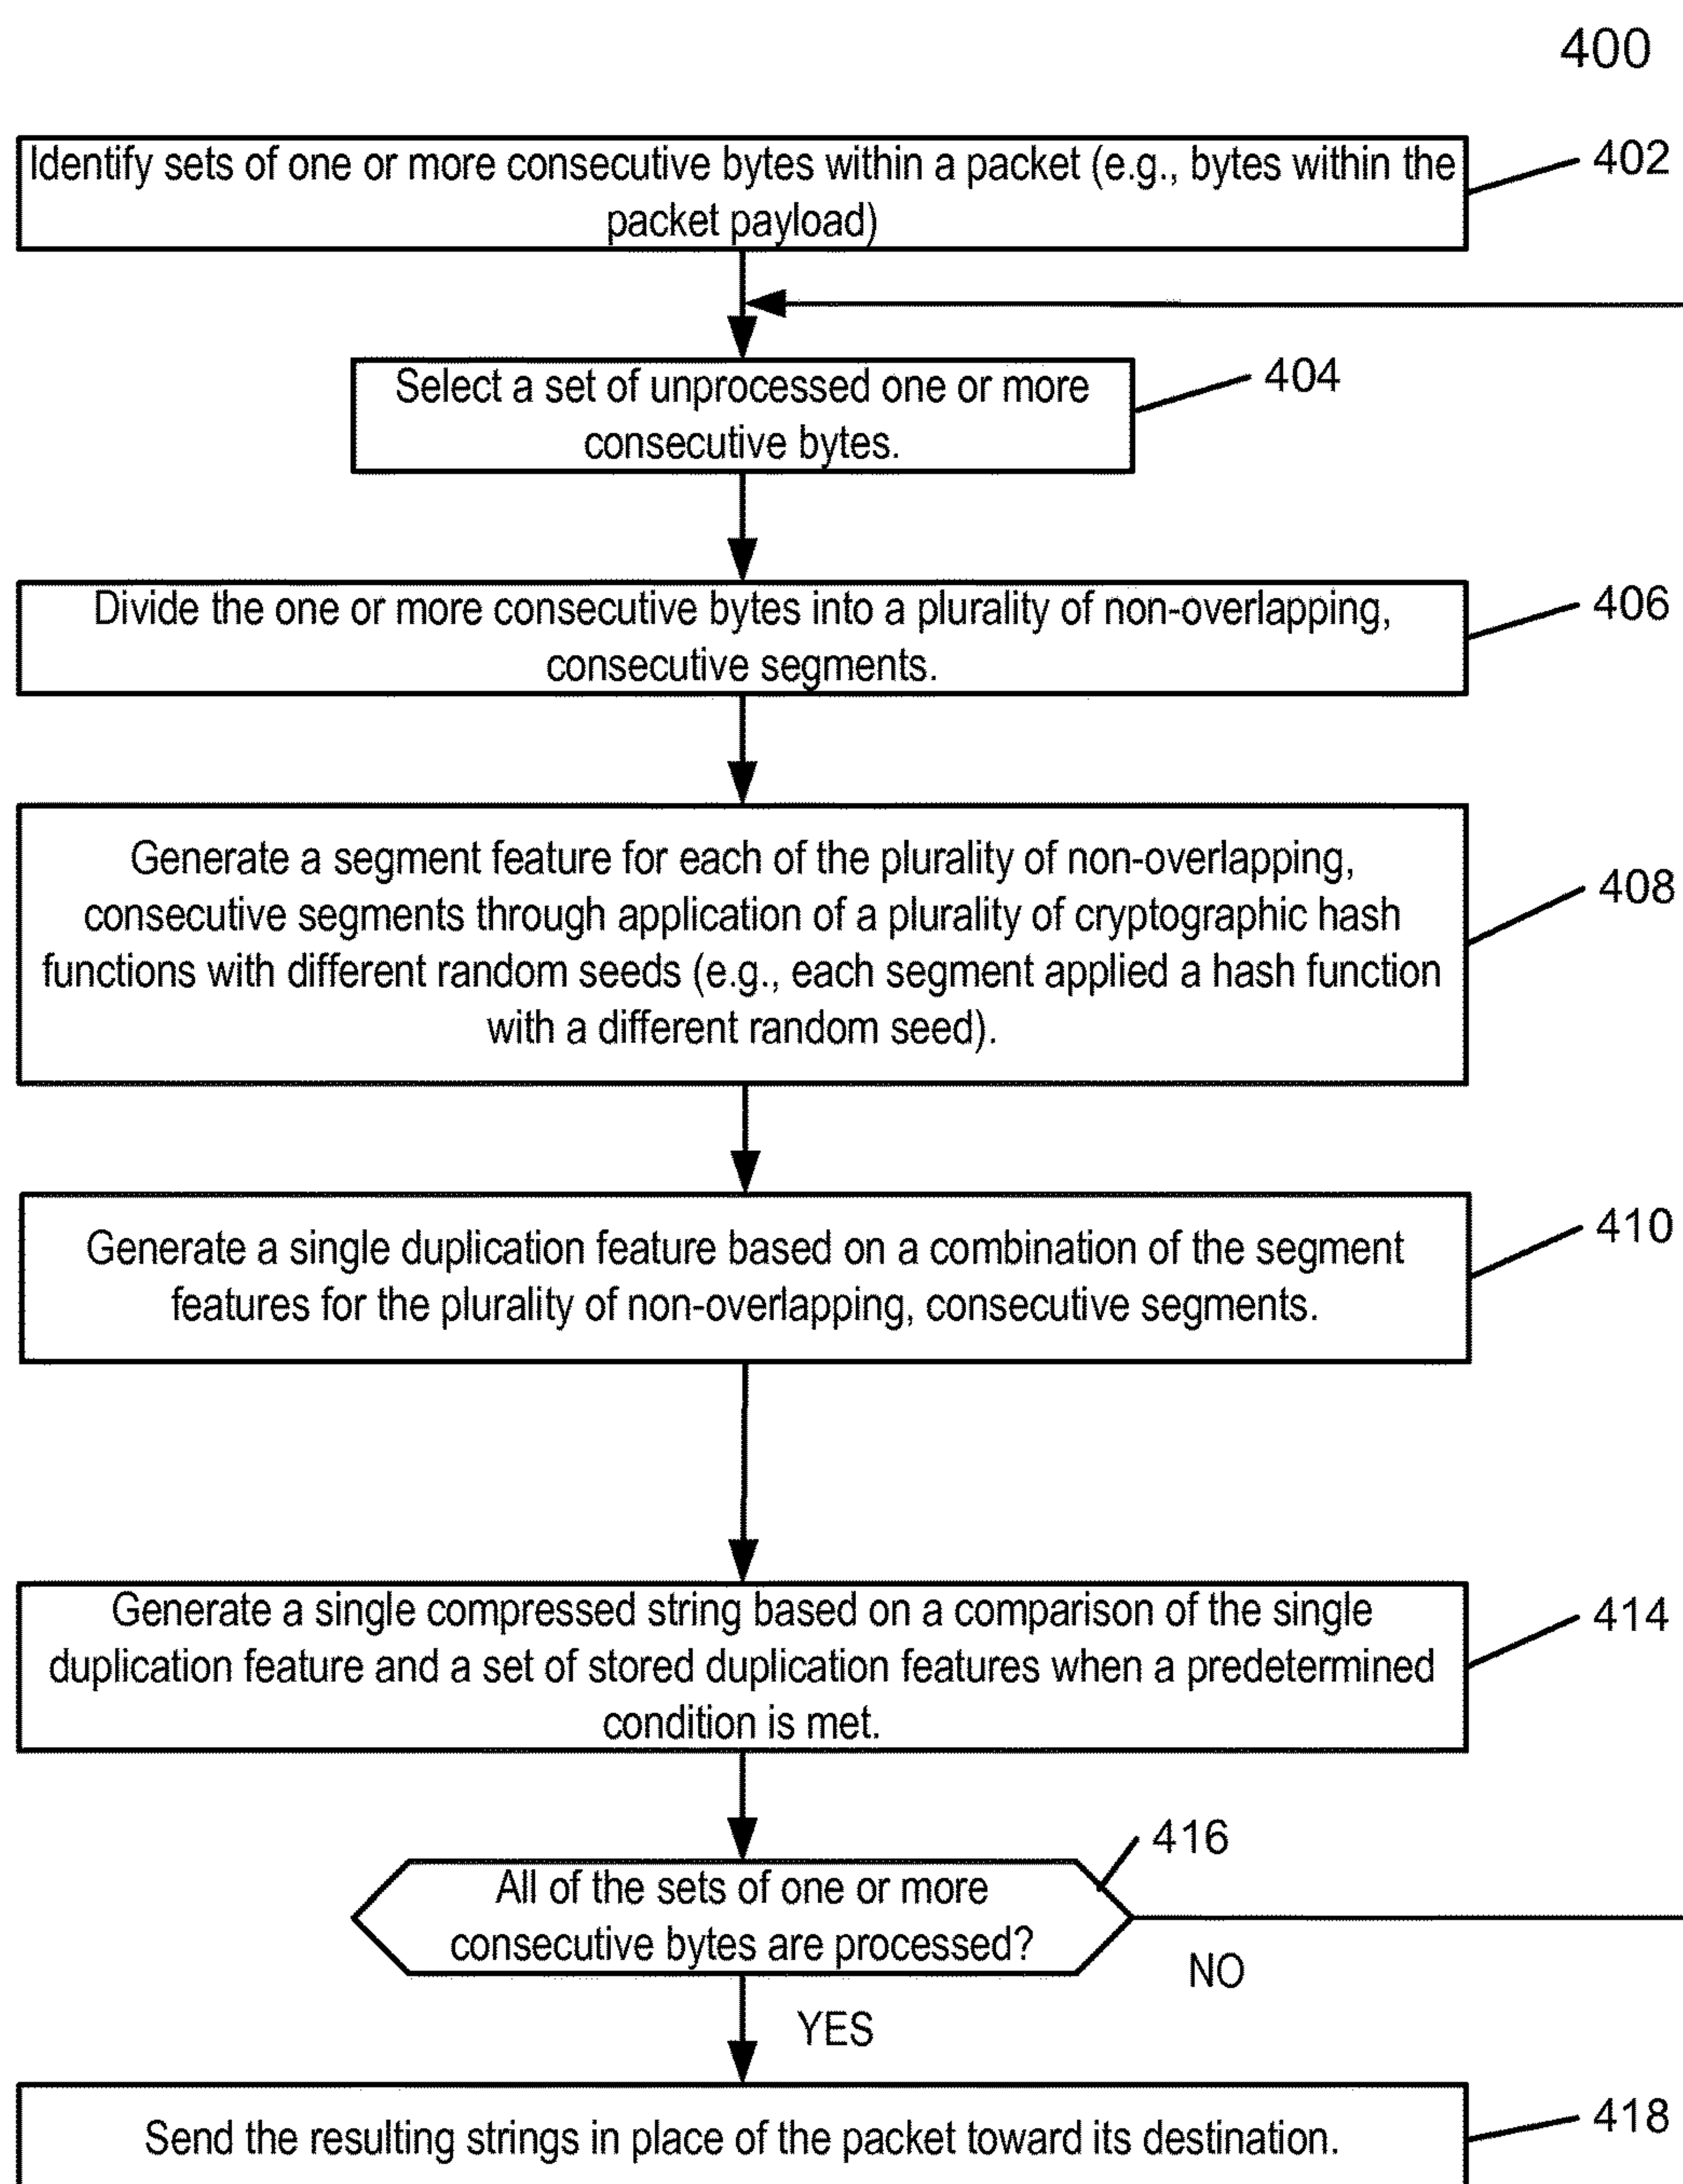 400
Identify sets of one or more consecutive bytes within a packet (e.g., bytes within the
packet payload)
402
Select a set of unprocessed one or more
consecutive bytes.
404
Divide the one or more consecutive bytes into a plurality of non-overlapping,
consecutive segments.
406
Generate a segment feature for each of the plurality of non-overlapping,
consecutive segments through application of a plurality of cryptographic hash
functions with different random seeds (e.g., each segment applied a hash function
with a different random seed).
408
Generate a single duplication feature based on a combination of the segment
features for the plurality of non-overlapping, consecutive segments.
410
Generate a single compressed string based on a comparison of the single
duplication feature and a set of stored duplication features when a predetermined
condition is met.
414
All of the sets of one or more
consecutive bytes are processed?
416
NO
YES
Send the resulting strings in place of the packet toward its destination.
418